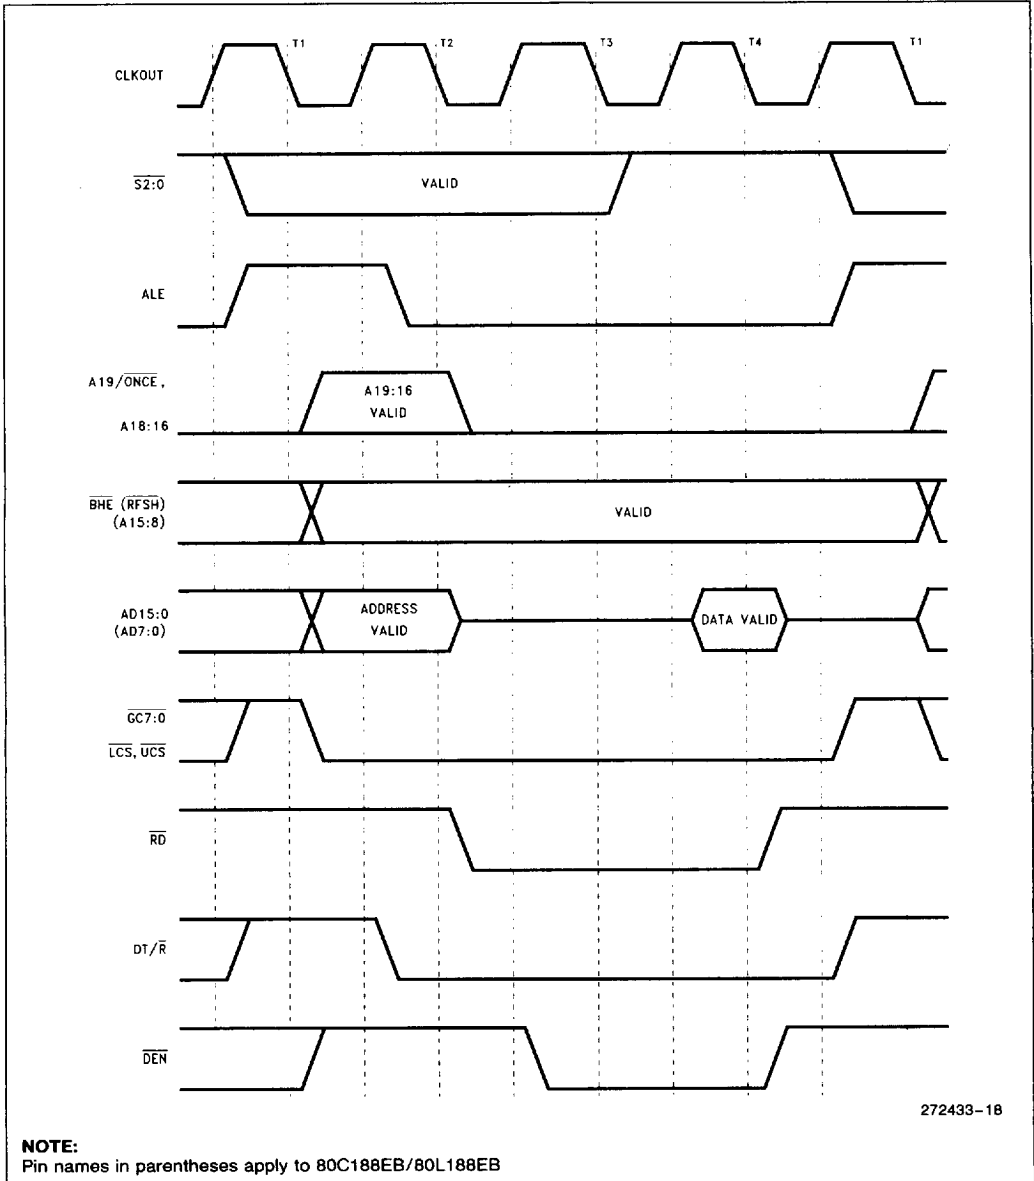 T1 T2 T3 T4 T1
CLKOUT
S2:0
VALID
ALE
A19/ONCE,
A18:16
A19:16
VALID
BHE (RFSH)
(A15:8)
VALID
AD15:0
(AD7:0)
ADDRESS
VALID
DATA VALID
GC7:0
LCS, UCS
RD
DT/R
DEN
272433-18
NOTE:
Pin names in parentheses apply to 80C188EB/80L188EB